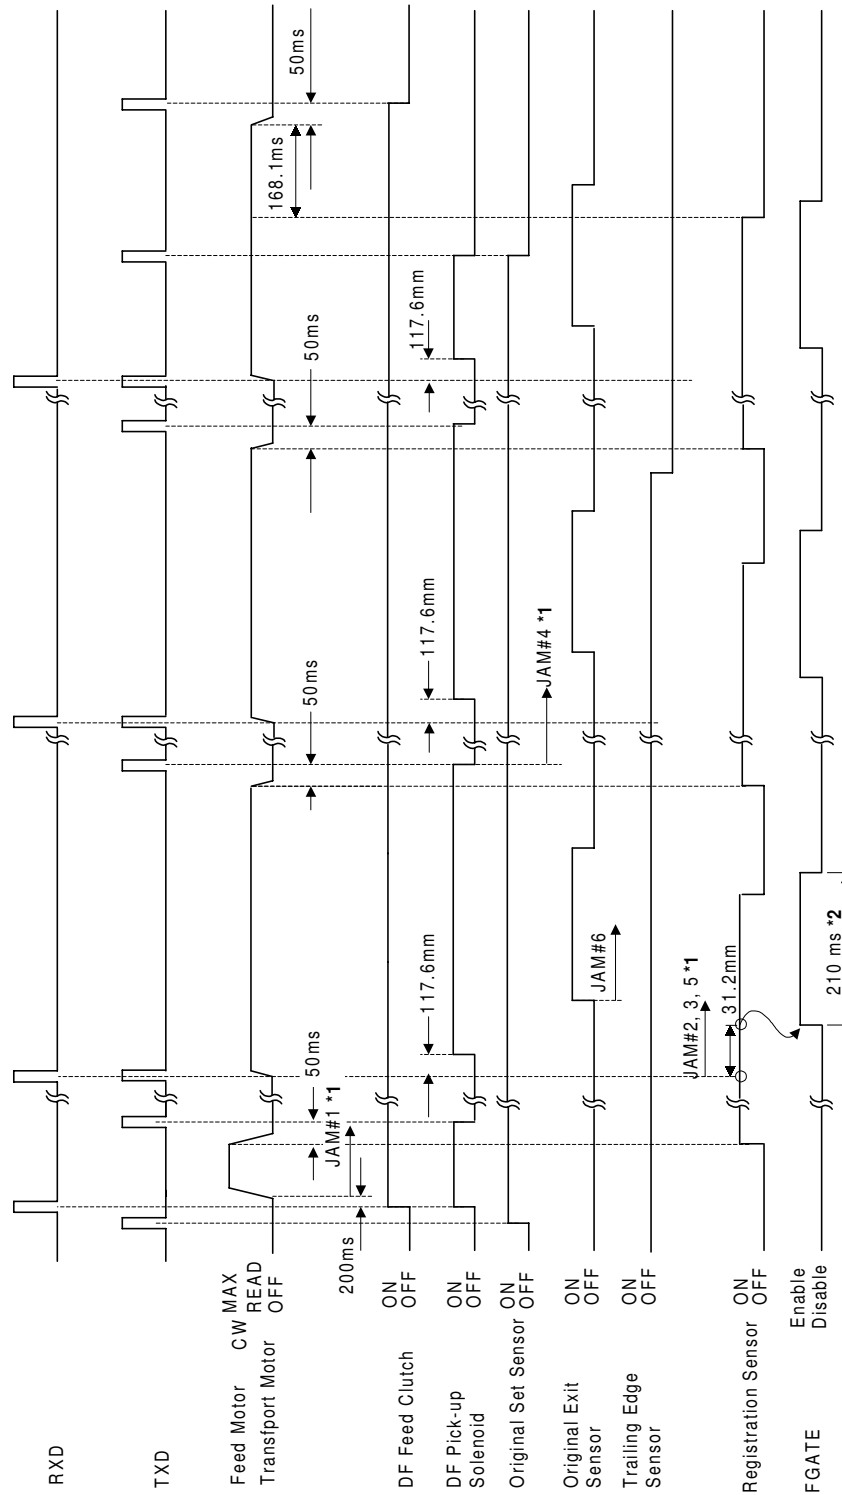 RXD
TXD
Feed Motor CW MAX
Transfport Motor READ
OFF
200ms
JAM#1 *1
50ms
50ms
50ms
168.1ms
50ms
DF Feed Clutch ON
OFF
DF Pick-up ON
Solenoid OFF
117.6mm
117.6mm
117.6mm
Original Set Sensor ON
OFF
JAM#4 *1
Original Exit ON
Sensor OFF
JAM#6
Trailing Edge ON
Sensor OFF
JAM#2, 3, 5 *1
31.2mm
Registration Sensor ON
OFF
FGATE Enable
Disable
210 ms *2